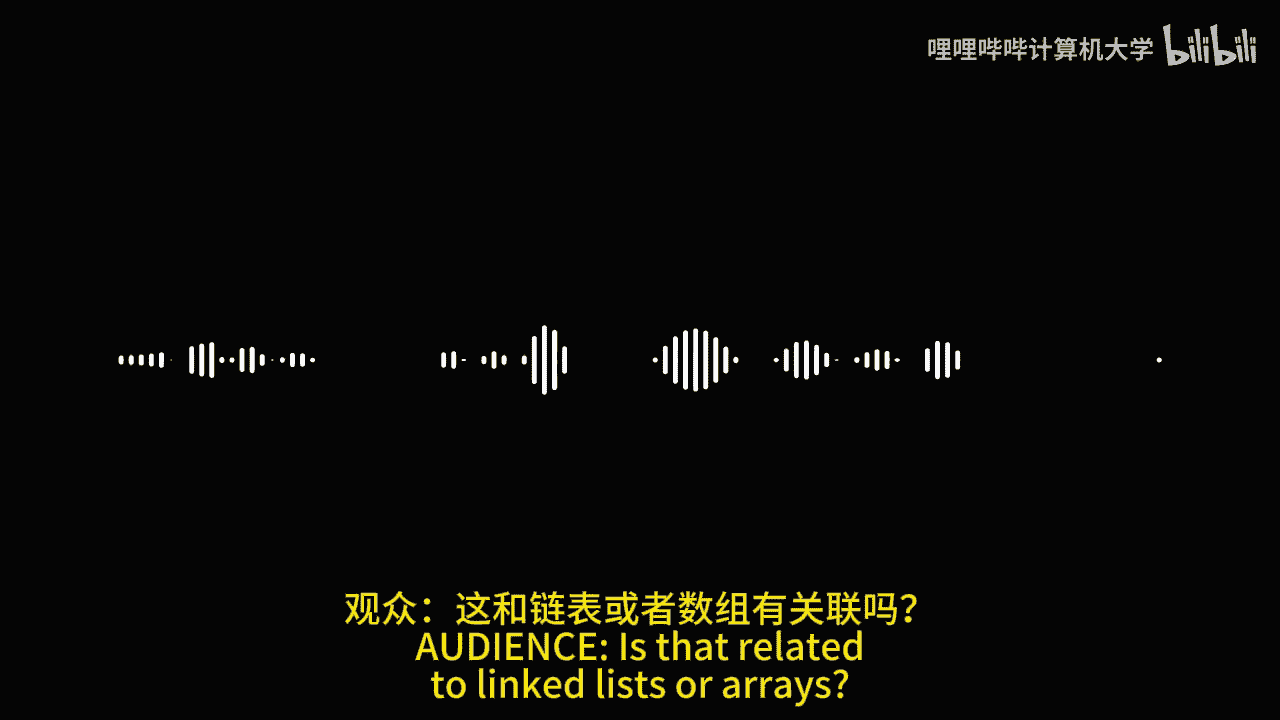 哩哩哔哔计算机大学 bilibili
观众：这和链表或者数组有关联吗？
AUDIENCE: Is that related
to linked lists or arrays?